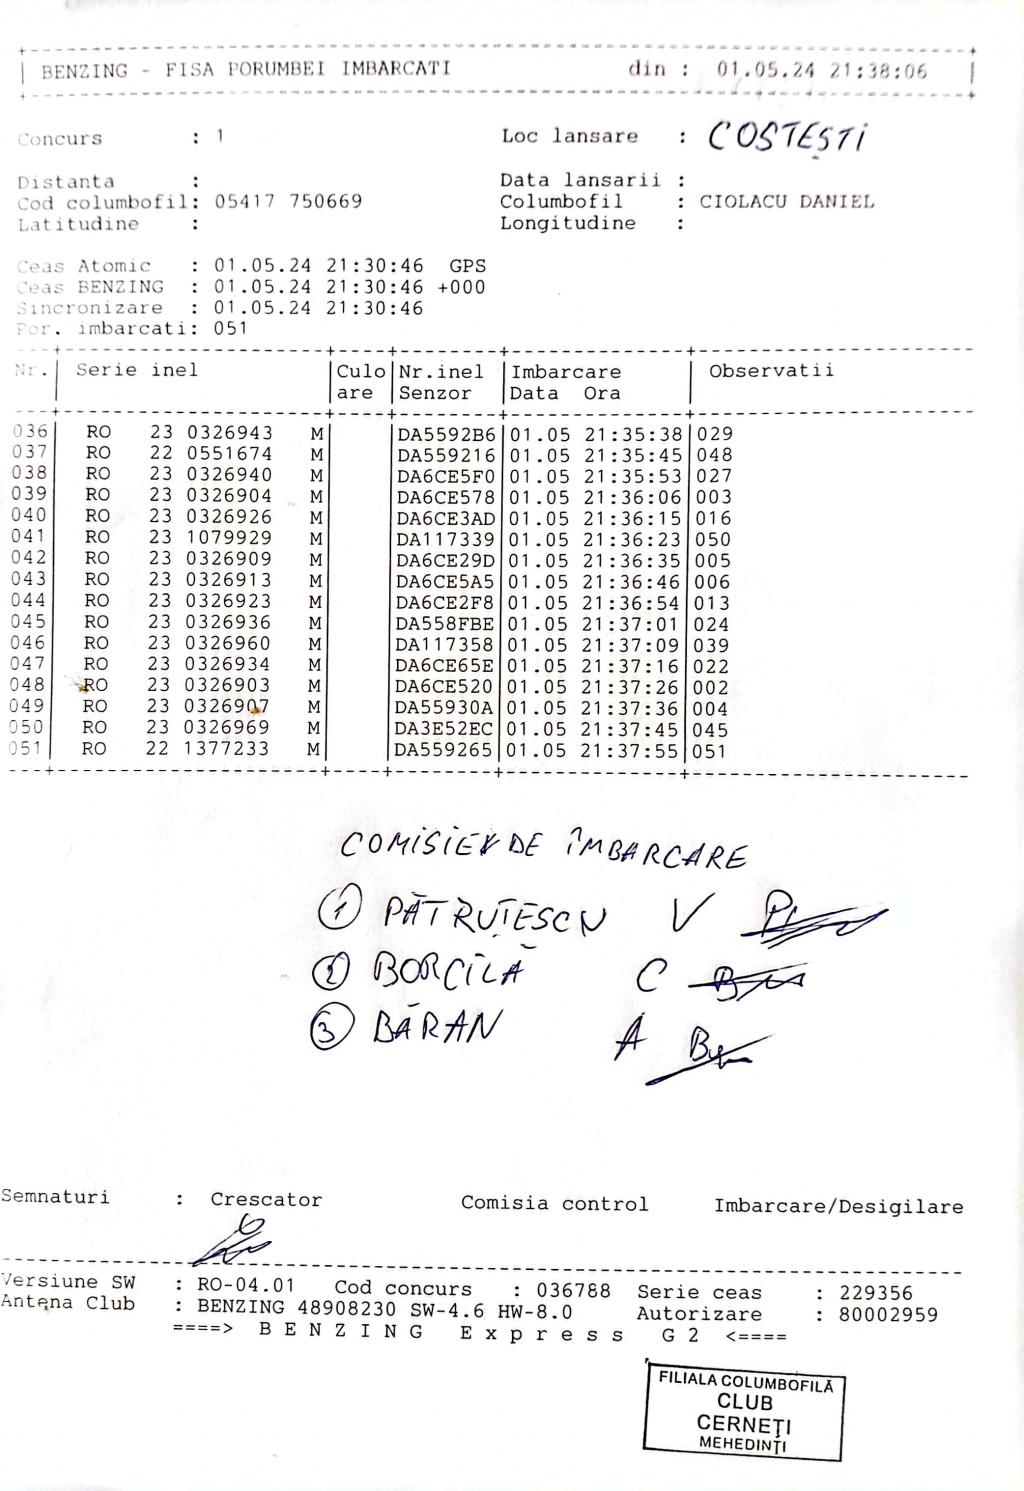 BENZING - FISA PORUMBEI IMBARCATI din : 01.05.24 21:38:06
Concurs : 1 Loc lansare : COSTEȘTI
Distanta : Data lansarii :
Cod columbofil: 05417 750669 Columbofil : CIOLACU DANIEL
Latitudine : Longitudine :
Ceas Atomic : 01.05.24 21:30:46 GPS
Ceas BENZING : 01.05.24 21:30:46 +000
Sincronizare : 01.05.24 21:30:46
Por. imbarcati: 051
Nr. Serie inel Culo Nr.inel Imbarcare Observatii
are Senzor Data Ora
036 RO 23 0326943 M DA5592B6 01.05 21:35:38 029
037 RO 22 0551674 M DA559216 01.05 21:35:45 048
038 RO 23 0326940 M DA6CE5F0 01.05 21:35:53 027
039 RO 23 0326904 M DA6CE578 01.05 21:36:06 003
040 RO 23 0326926 M DA6CE3AD 01.05 21:36:15 016
041 RO 23 1079929 M DA117339 01.05 21:36:23 050
042 RO 23 0326909 M DA6CE29D 01.05 21:36:35 005
043 RO 23 0326913 M DA6CE5A5 01.05 21:36:46 006
044 RO 23 0326923 M DA6CE2F8 01.05 21:36:54 013
045 RO 23 0326936 M DA558FBE 01.05 21:37:01 024
046 RO 23 0326960 M DA117358 01.05 21:37:09 039
047 RO 23 0326934 M DA6CE65E 01.05 21:37:16 022
048 RO 23 0326903 M DA6CE520 01.05 21:37:26 002
049 RO 23 0326907 M DA55930A 01.05 21:37:36 004
050 RO 23 0326969 M DA3E52EC 01.05 21:37:45 045
051 RO 22 1377233 M DA559265 01.05 21:37:55 051
COMISIEI DE ÎMBARCARE
1 PĂTRUȚESCU V
2 BORCILĂ C
3 BĂRAN A
Semnaturi : Crescator Comisia control Imbarcare/Desigilare
Versiune SW : RO-04.01 Cod concurs : 036788 Serie ceas : 229356
Antena Club : BENZING 48908230 SW-4.6 HW-8.0 Autorizare : 80002959
====> B E N Z I N G E x p r e s s G 2 <====
FILIALA COLUMBOFILĂ
CLUB
CERNEȚI
MEHEDINȚI